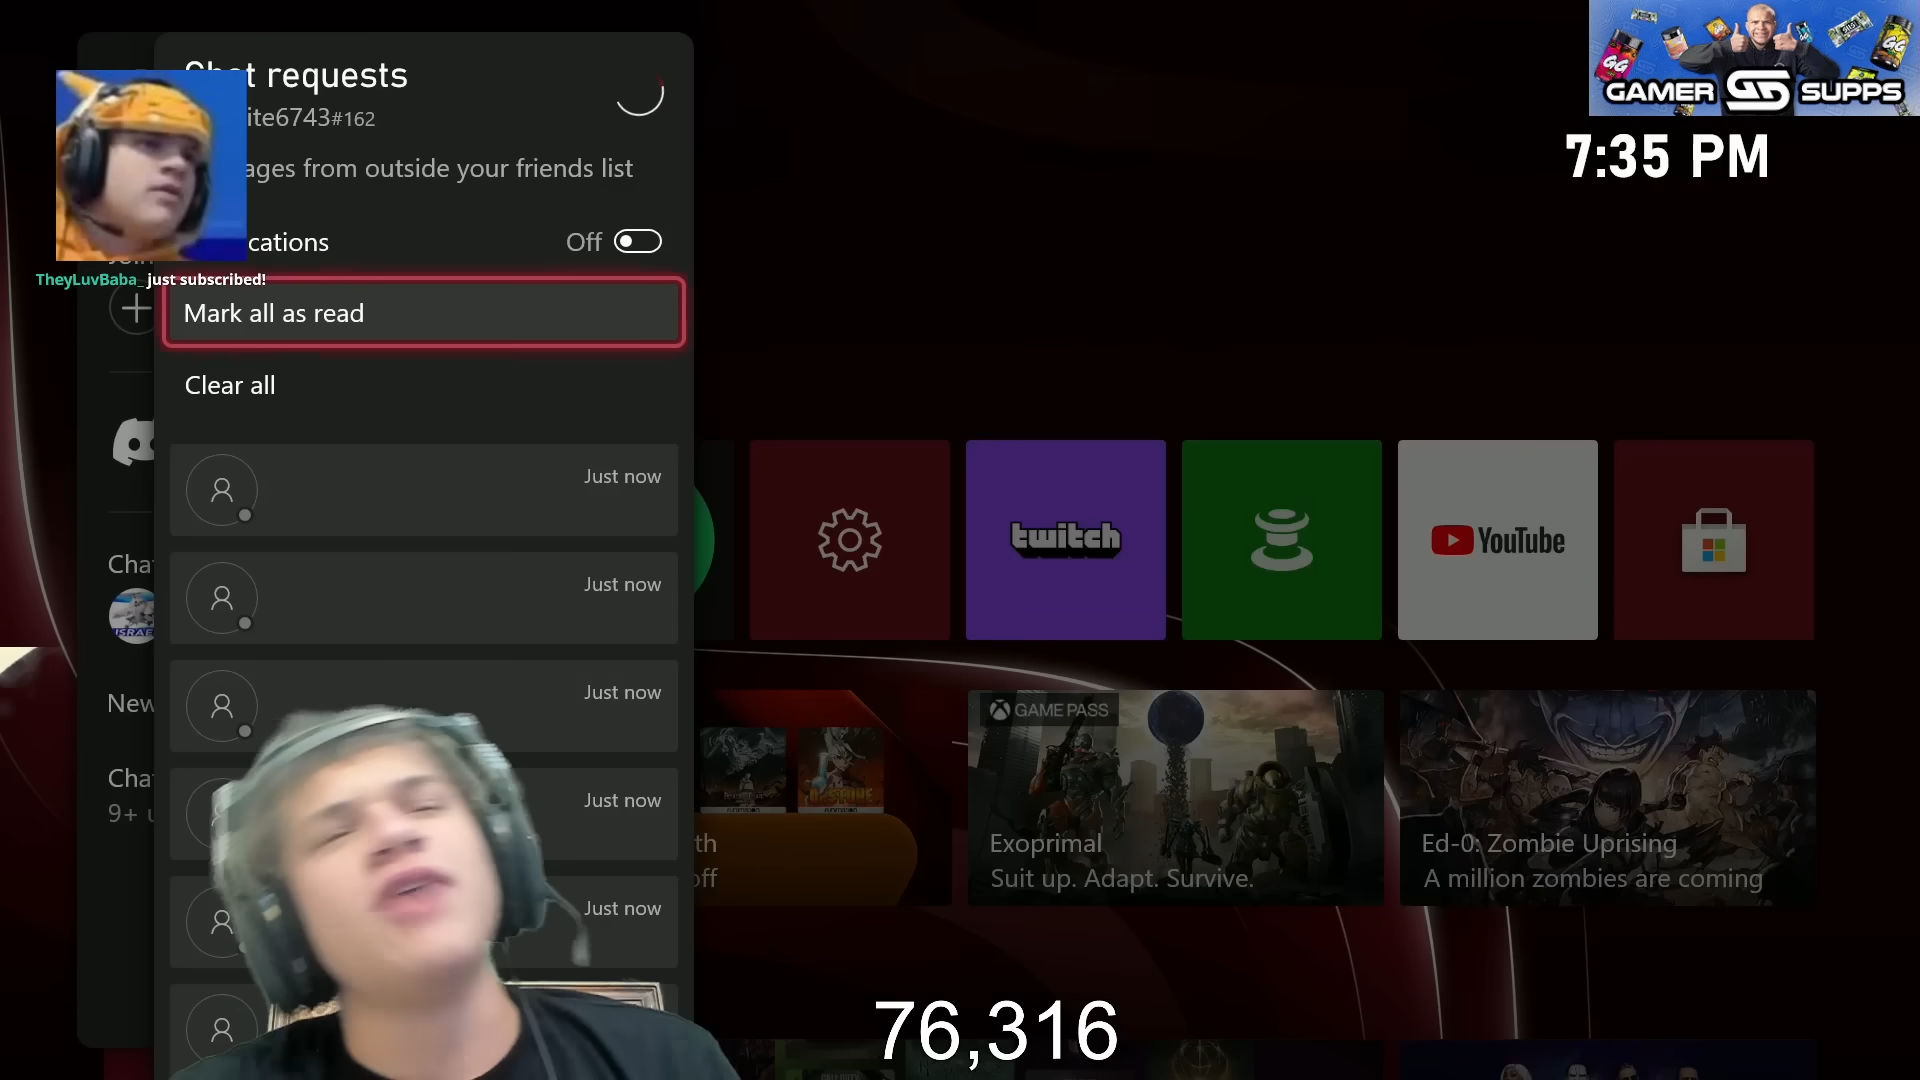 GAMER GS SUPPS
7:35 PM
Chat requests
ite6743#162
ages from outside your friends list
cations
Off
TheyLuvBaba_ just subscribed!
Mark all as read
Clear all
Just now
Just now
Just now
Just now
Just now
Cha
ISRAE
New
Cha
9+ u
twitch
YouTube
th
off
GAME PASS
Exoprimal
Suit up. Adapt. Survive.
Ed-0: Zombie Uprising
A million zombies are coming
76,316